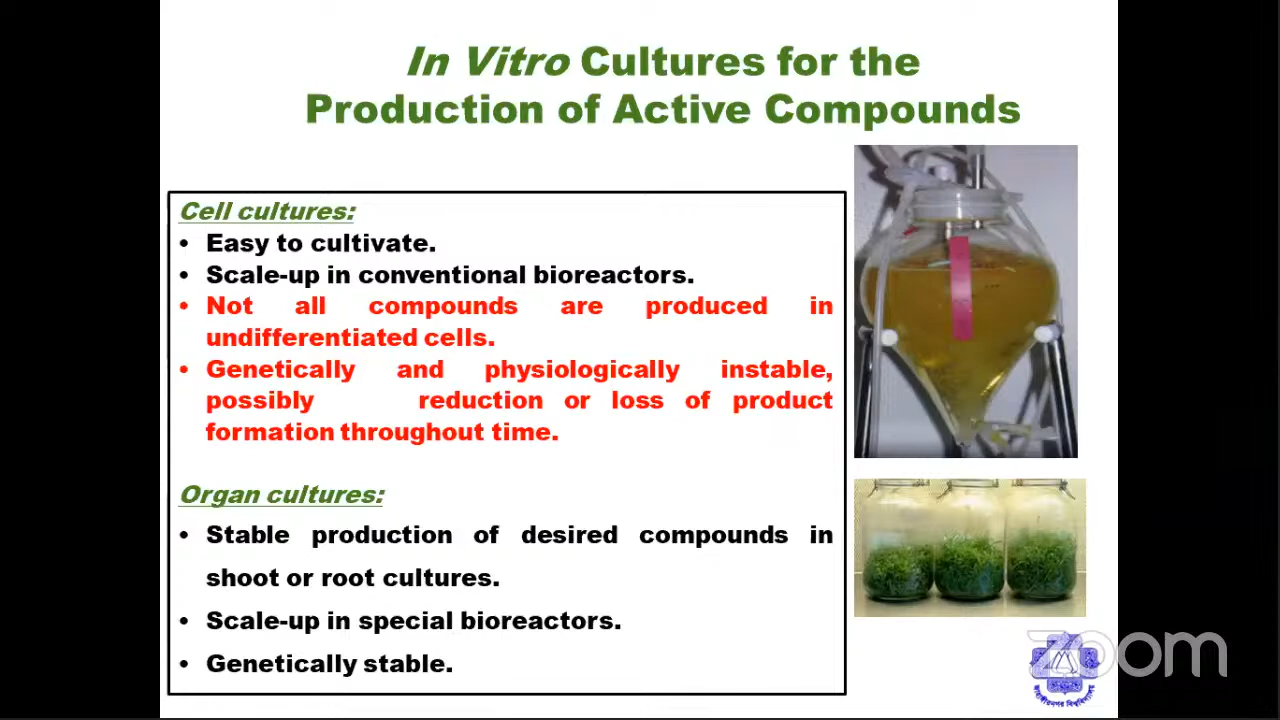 In Vitro Cultures for the
Production of Active Compounds
Cell cultures:
• Easy to cultivate.
• Scale-up in conventional bioreactors.
• Not all compounds are produced in
undifferentiated cells.
• Genetically and physiologically instable,
possibly reduction or loss of product
formation throughout time.
Organ cultures:
• Stable production of desired compounds in
shoot or root cultures.
• Scale-up in special bioreactors.
• Genetically stable.
zoom
জাহাঙ্গীরনগর বিশ্ববিদ্যালয়